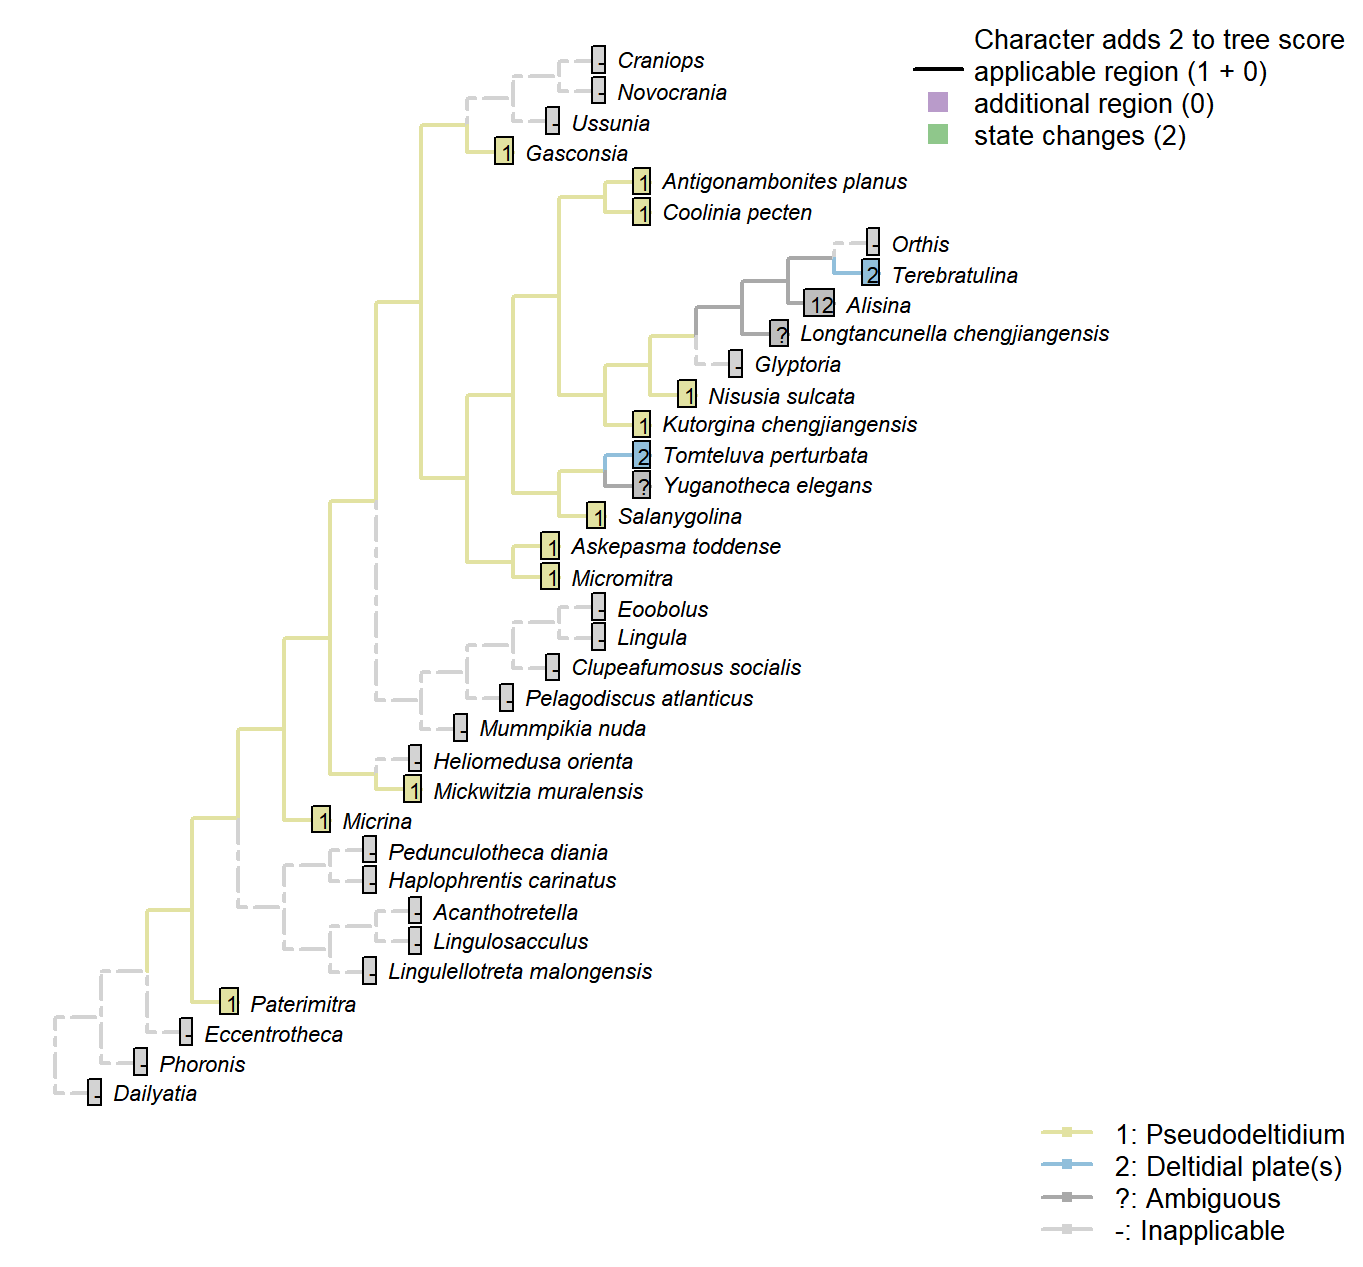 Character adds 2 to tree score
applicable region (1 + 0)
additional region (0)
state changes (2)
- Craniops
- Novocrania
- Ussunia
1 Gasconsia
1 Antigonambonites planus
1 Coolinia pecten
- Orthis
2 Terebratulina
12 Alisina
? Longtancunella chengjiangensis
- Glyptoria
1 Nisusia sulcata
1 Kutorgina chengjiangensis
2 Tomteluva perturbata
? Yuganotheca elegans
1 Salanygolina
1 Askepasma toddense
1 Micromitra
- Eoobolus
- Lingula
- Clupeafumosus socialis
- Pelagodiscus atlanticus
- Mummpikia nuda
- Heliomedusa orienta
1 Mickwitzia muralensis
1 Micrina
- Pedunculotheca diania
- Haplophrentis carinatus
- Acanthotretella
- Lingulosacculus
- Lingulellotreta malongensis
1 Paterimitra
- Eccentrotheca
- Phoronis
- Dailyatia
1: Pseudodeltidium
2: Deltidial plate(s)
?: Ambiguous
-: Inapplicable